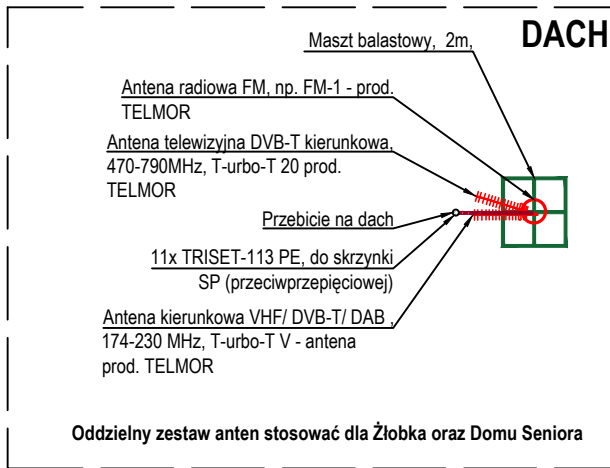 DACH
Maszt balastowy, 2m,
Antena radiowa FM, np. FM-1 - prod.
TELMOR
Antena telewizyjna DVB-T kierunkowa,
470-790MHz, T-urbo-T 20 prod.
TELMOR
Przebicie na dach
11x TRISET-113 PE, do skrzynki
SP (przeciwprzepięciowej)
Antena kierunkowa VHF/ DVB-T/ DAB ,
174-230 MHz, T-urbo-T V - antena
prod. TELMOR
Oddzielny zestaw anten stosować dla Żłobka oraz Domu Seniora